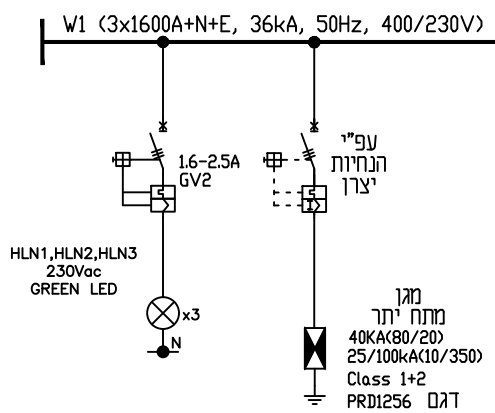 W1 (3x1600A+N+E, 36kA, 50Hz, 400/230V)
1.6-2.5A
GV2
עפ"י
הנחיות
יצרן
HLN1,HLN2,HLN3
230Vac
GREEN LED
x3
N
מגן
מתח יתר
40KA(80/20)
25/100kA(10/350)
Class 1+2
דגם PRD1256